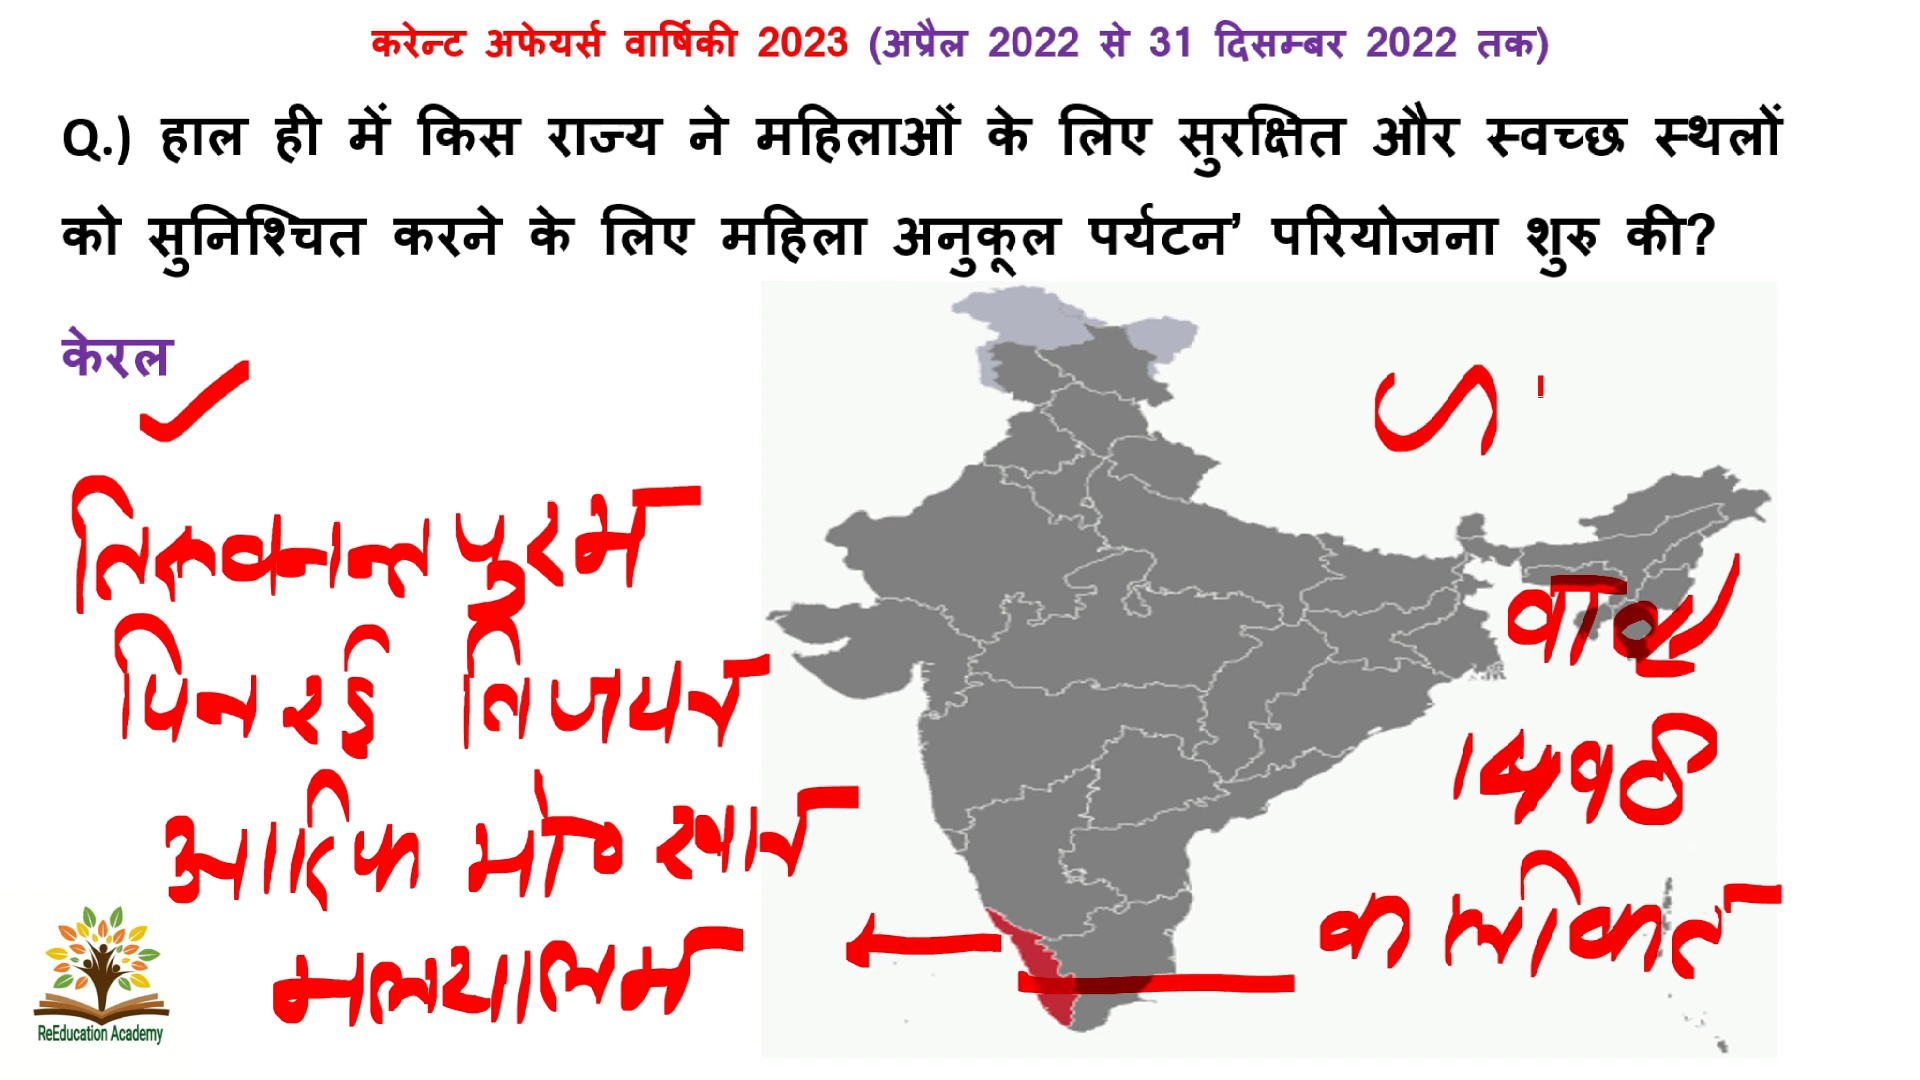 करेन्ट अफेयर्स वार्षिकी 2023 (अप्रैल 2022 से 31 दिसम्बर 2022 तक)
Q.) हाल ही में किस राज्य ने महिलाओं के लिए सुरक्षित और स्वच्छ स्थलों
को सुनिश्चित करने के लिए महिला अनुकूल पर्यटन’ परियोजना शुरु की?
केरल
तिरुवनन्तपुरम
पिनरई विजयन
आरिफ मो० खान
मलयालम
1498
कालीकट
ReEducation Academy